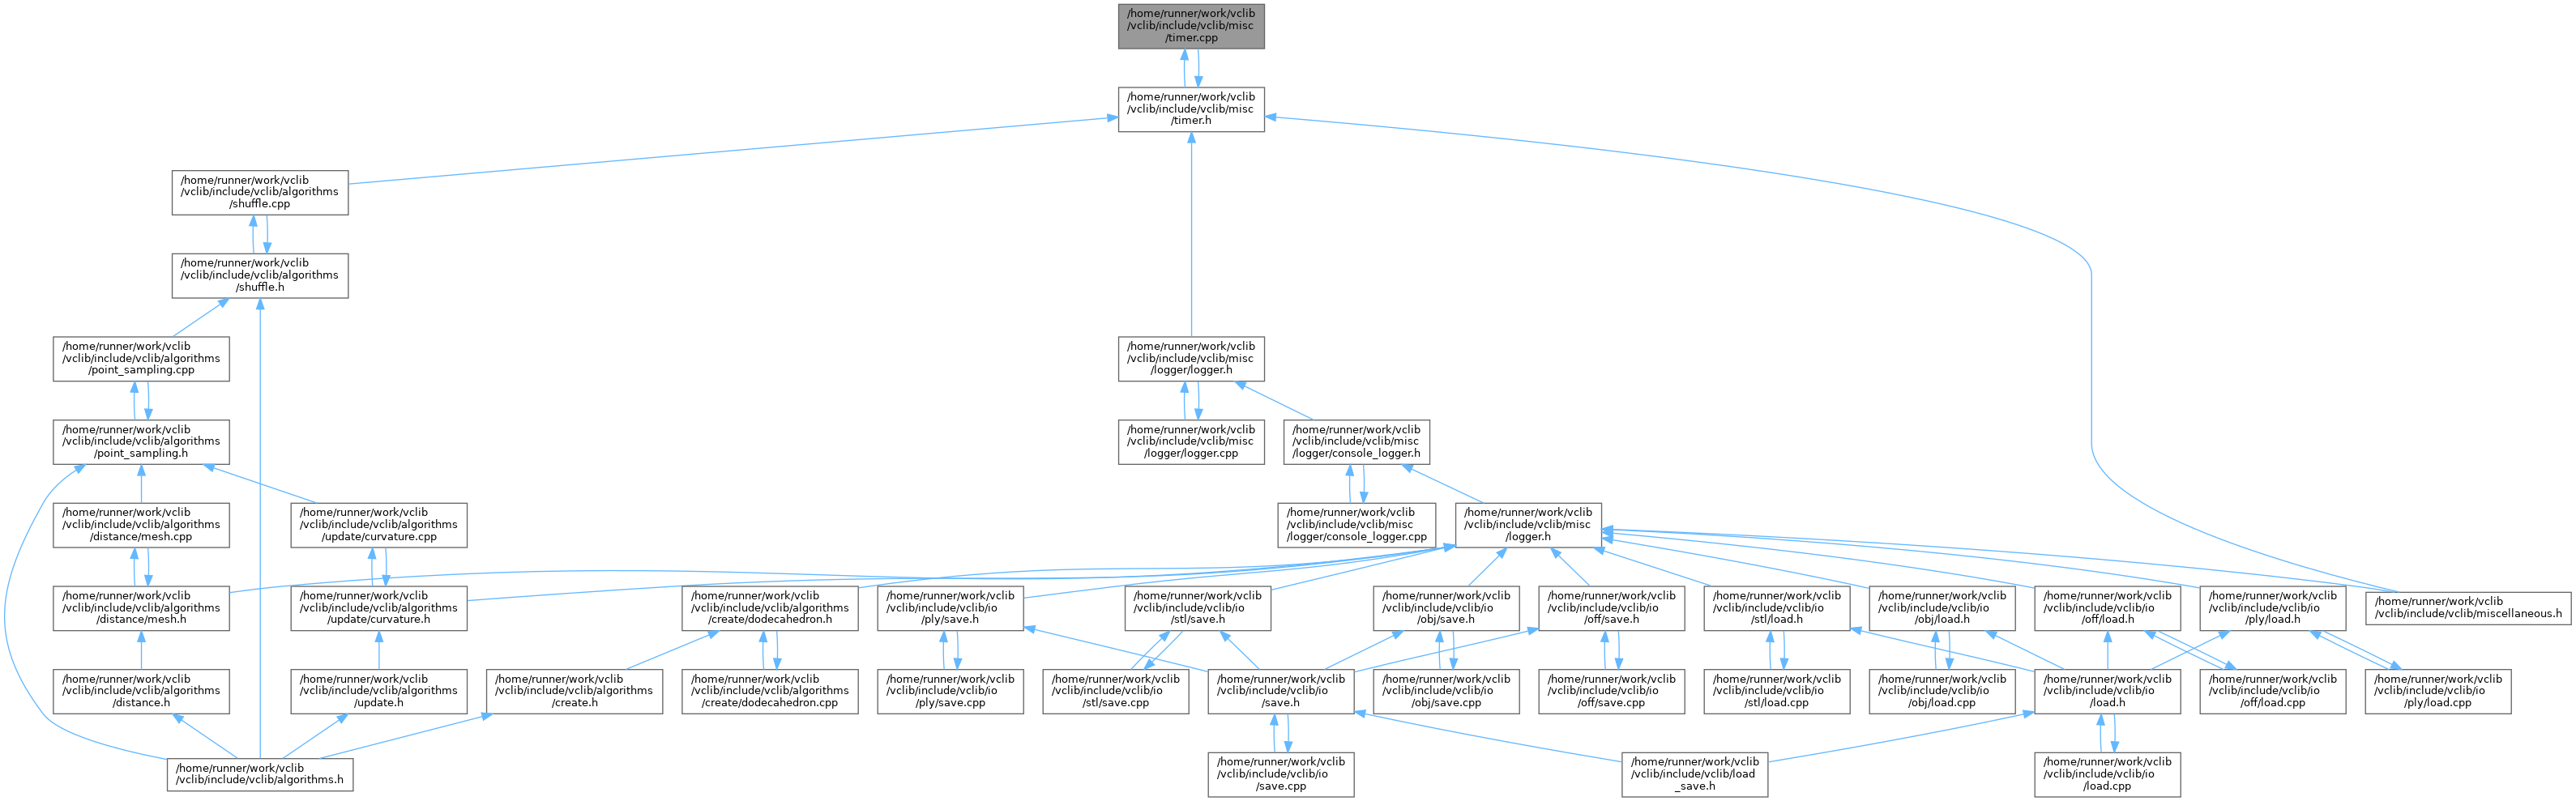 /home/runner/work/vclib
/vclib/include/vclib/misc
/timer.cpp
/home/runner/work/vclib
/vclib/include/vclib/misc
/timer.h
/home/runner/work/vclib
/vclib/include/vclib/algorithms
/shuffle.cpp
/home/runner/work/vclib
/vclib/include/vclib/algorithms
/shuffle.h
/home/runner/work/vclib
/vclib/include/vclib/algorithms
/point_sampling.cpp
/home/runner/work/vclib
/vclib/include/vclib/misc
/logger/logger.h
/home/runner/work/vclib
/vclib/include/vclib/algorithms
/point_sampling.h
/home/runner/work/vclib
/vclib/include/vclib/misc
/logger/logger.cpp
/home/runner/work/vclib
/vclib/include/vclib/misc
/logger/console_logger.h
/home/runner/work/vclib
/vclib/include/vclib/algorithms
/distance/mesh.cpp
/home/runner/work/vclib
/vclib/include/vclib/algorithms
/update/curvature.cpp
/home/runner/work/vclib
/vclib/include/vclib/misc
/logger/console_logger.cpp
/home/runner/work/vclib
/vclib/include/vclib/misc
/logger.h
/home/runner/work/vclib
/vclib/include/vclib/algorithms
/distance/mesh.h
/home/runner/work/vclib
/vclib/include/vclib/algorithms
/update/curvature.h
/home/runner/work/vclib
/vclib/include/vclib/algorithms
/create/dodecahedron.h
/home/runner/work/vclib
/vclib/include/vclib/io
/ply/save.h
/home/runner/work/vclib
/vclib/include/vclib/io
/stl/save.h
/home/runner/work/vclib
/vclib/include/vclib/io
/obj/save.h
/home/runner/work/vclib
/vclib/include/vclib/io
/off/save.h
/home/runner/work/vclib
/vclib/include/vclib/io
/stl/load.h
/home/runner/work/vclib
/vclib/include/vclib/io
/obj/load.h
/home/runner/work/vclib
/vclib/include/vclib/io
/off/load.h
/home/runner/work/vclib
/vclib/include/vclib/io
/ply/load.h
/home/runner/work/vclib
/vclib/include/vclib/miscellaneous.h
/home/runner/work/vclib
/vclib/include/vclib/algorithms
/distance.h
/home/runner/work/vclib
/vclib/include/vclib/algorithms
/update.h
/home/runner/work/vclib
/vclib/include/vclib/algorithms
/create.h
/home/runner/work/vclib
/vclib/include/vclib/algorithms
/create/dodecahedron.cpp
/home/runner/work/vclib
/vclib/include/vclib/io
/ply/save.cpp
/home/runner/work/vclib
/vclib/include/vclib/io
/stl/save.cpp
/home/runner/work/vclib
/vclib/include/vclib/io
/save.h
/home/runner/work/vclib
/vclib/include/vclib/io
/obj/save.cpp
/home/runner/work/vclib
/vclib/include/vclib/io
/off/save.cpp
/home/runner/work/vclib
/vclib/include/vclib/io
/stl/load.cpp
/home/runner/work/vclib
/vclib/include/vclib/io
/obj/load.cpp
/home/runner/work/vclib
/vclib/include/vclib/io
/load.h
/home/runner/work/vclib
/vclib/include/vclib/io
/off/load.cpp
/home/runner/work/vclib
/vclib/include/vclib/io
/ply/load.cpp
/home/runner/work/vclib
/vclib/include/vclib/algorithms.h
/home/runner/work/vclib
/vclib/include/vclib/io
/save.cpp
/home/runner/work/vclib
/vclib/include/vclib/load
_save.h
/home/runner/work/vclib
/vclib/include/vclib/io
/load.cpp